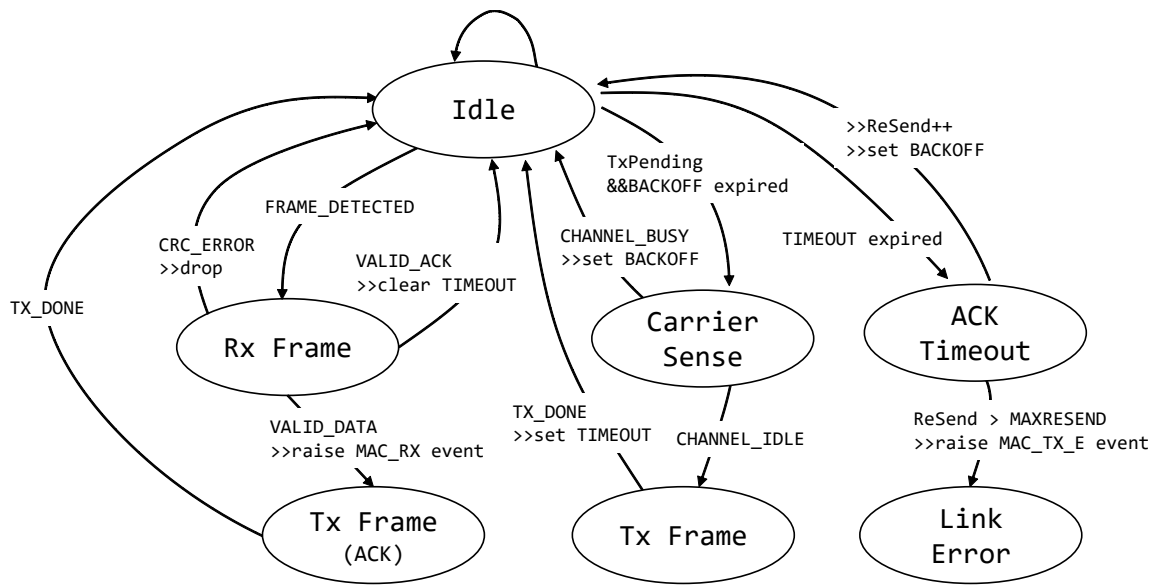 Idle
>>ReSend++
>>set BACKOFF
TxPending
&&BACKOFF expired
FRAME_DETECTED
CHANNEL_BUSY
>>set BACKOFF
TIMEOUT expired
CRC_ERROR
>>drop
VALID_ACK
>>clear TIMEOUT
TX_DONE
Rx Frame
Carrier
Sense
ACK
Timeout
VALID_DATA
>>raise MAC_RX event
TX_DONE
>>set TIMEOUT
CHANNEL_IDLE
ReSend > MAXRESEND
>>raise MAC_TX_E event
Tx Frame
(ACK)
Tx Frame
Link
Error